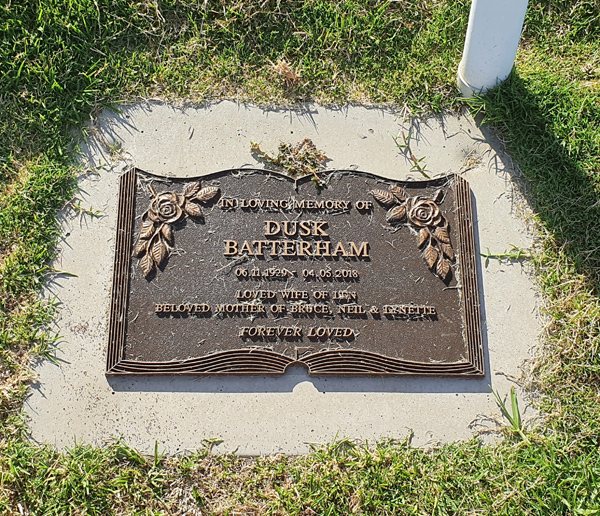 IN LOVING MEMORY OF
DUSK
BATTERHAM
06.11.1929 - 04.05.2018
LOVED WIFE OF LEN
BELOVED MOTHER OF BRUCE, NEIL & LYNETTE
FOREVER LOVED